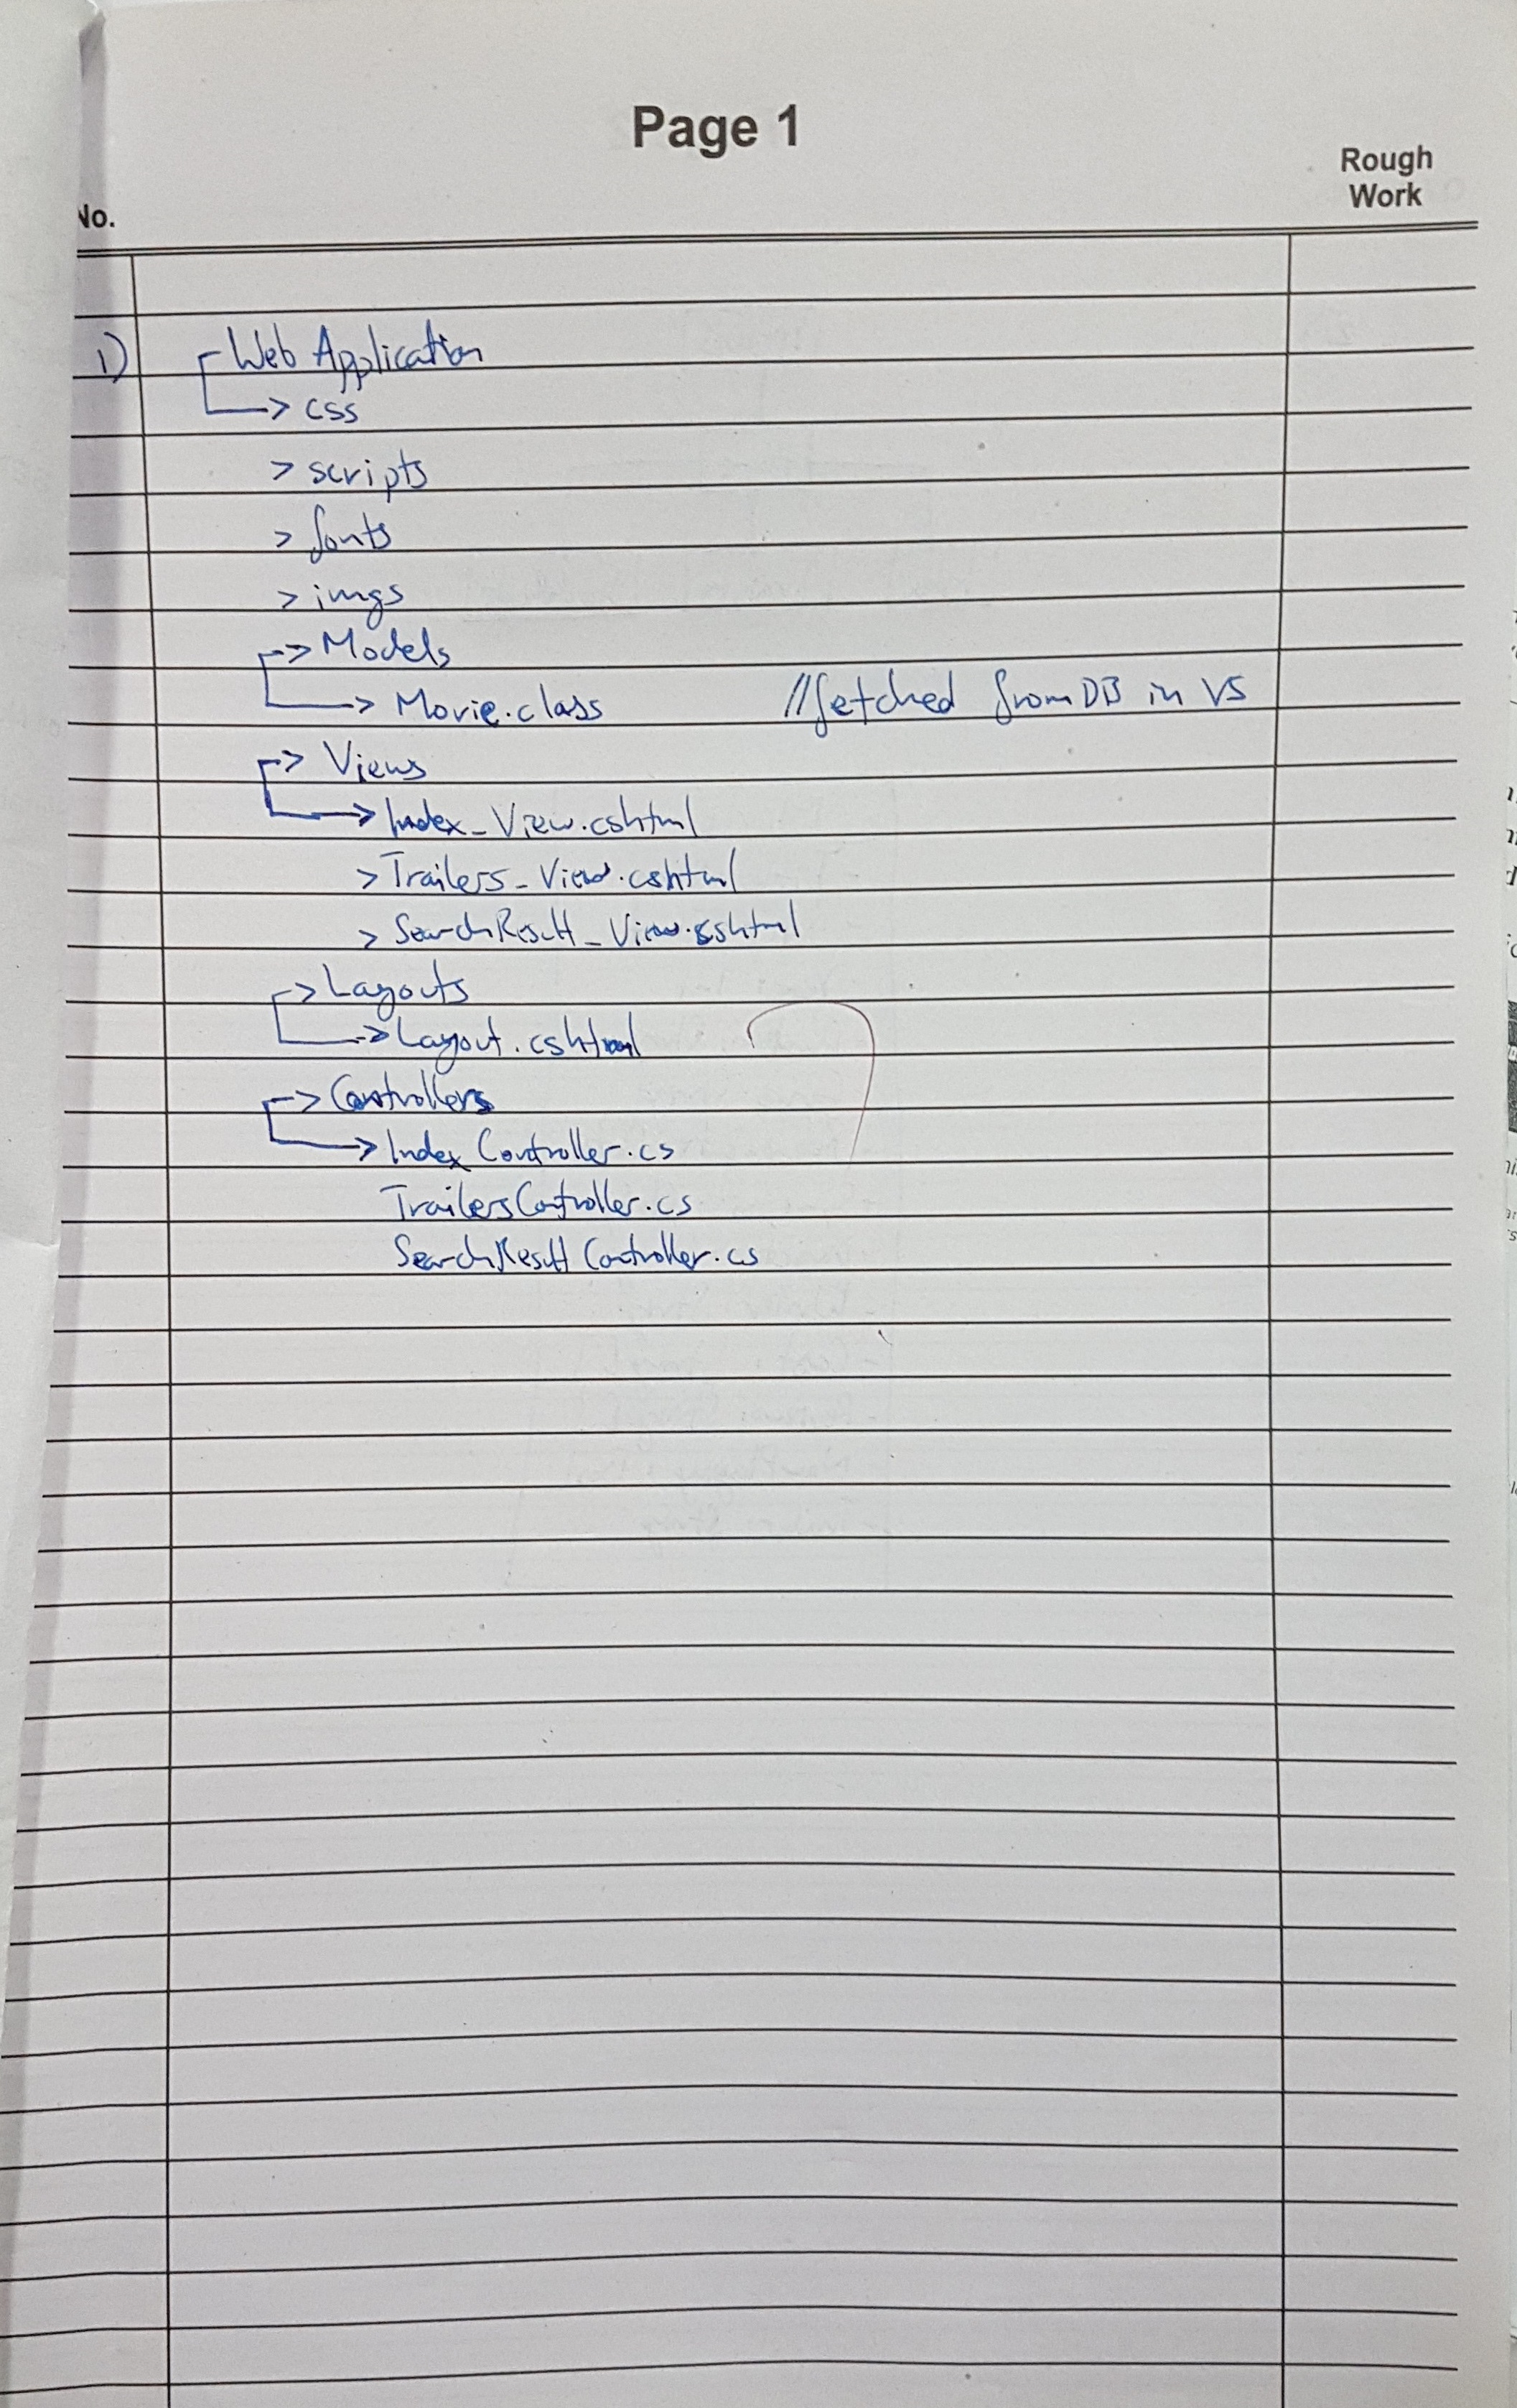 Page 1
Rough
Work
No.
1) Web Application
> css
> scripts
> fonts
> imgs
> Models
> Movie.class //fetched from DB in VS
> Views
> Index_View.cshtml
> Trailers_View.cshtml
> SearchResult_View.cshtml
> Layouts
> Layout.cshtml
> Controllers
> Index Controller.cs
TrailersController.cs
SearchResult Controller.cs